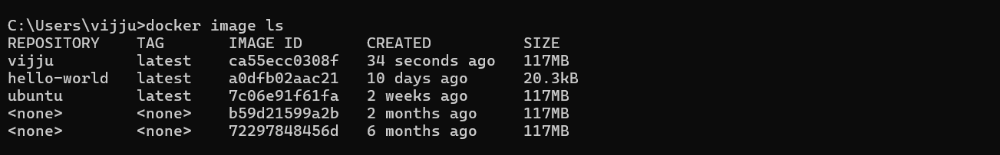 C:\Users\vijju>docker image ls
REPOSITORY    TAG       IMAGE ID       CREATED          SIZE
vijju         latest    ca55ecc0308f   34 seconds ago   117MB
hello-world   latest    a0dfb02aac21   10 days ago      20.3kB
ubuntu        latest    7c06e91f61fa   2 weeks ago      117MB
<none>        <none>    b59d21599a2b   2 months ago     117MB
<none>        <none>    72297848456d   6 months ago     117MB